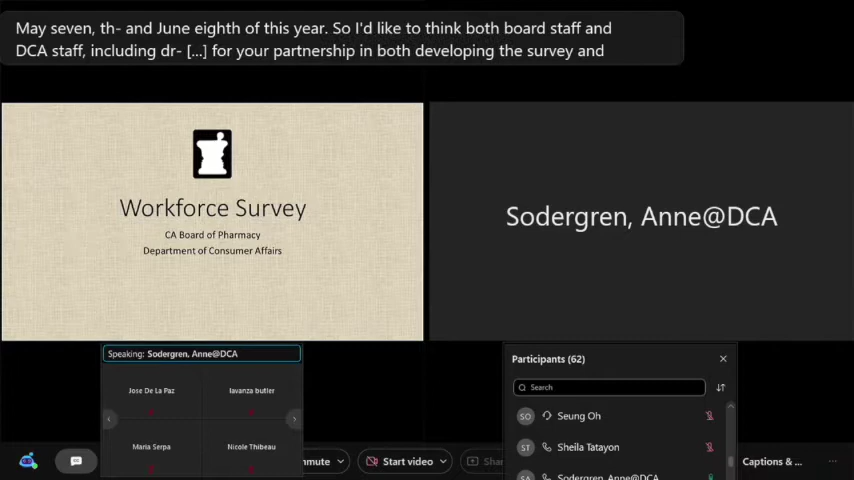 May seven, th- and June eighth of this year. So I'd like to think both board staff and
DCA staff, including dr- [...] for your partnership in both developing the survey and
Workforce Survey
CA Board of Pharmacy
Department of Consumer Affairs
Sodergren, Anne@DCA
Speaking: Sodergren, Anne@DCA
Jose De La Paz
lavanza butler
Maria Serpa
Nicole Thibeau
Participants (62)
Search
SO Seung Oh
ST Sheila Tatayon
SA Sodergren, Anne@DCA
Start video
Captions & ...